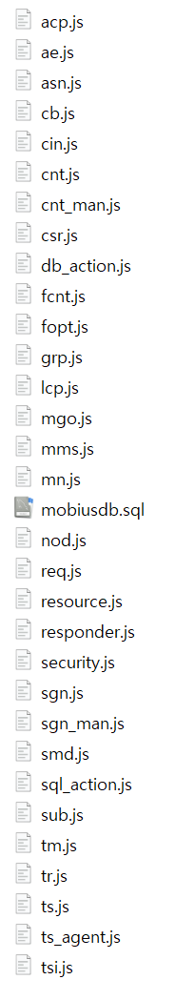 acp.js
ae.js
asn.js
cb.js
cin.js
cnt.js
cnt_man.js
csr.js
db_action.js
fcnt.js
fopt.js
grp.js
lcp.js
mgo.js
mms.js
mn.js
mobiusdb.sql
nod.js
req.js
resource.js
responder.js
security.js
sgn.js
sgn_man.js
smd.js
sql_action.js
sub.js
tm.js
tr.js
ts.js
ts_agent.js
tsi.js